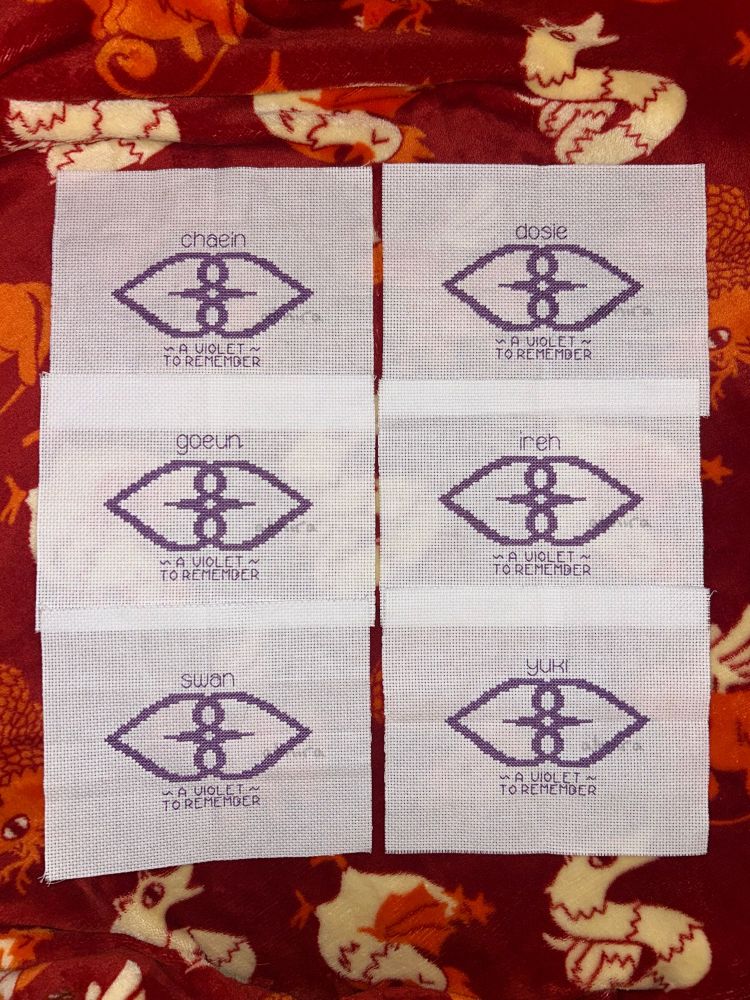 chaein
~ A VIOLET ~
TO REMEMBER
dosie
~ A VIOLET ~
TO REMEMBER
goeun
~ A VIOLET ~
TO REMEMBER
ireh
~ A VIOLET ~
TO REMEMBER
swan
~ A VIOLET ~
TO REMEMBER
yuki
~ A VIOLET ~
TO REMEMBER